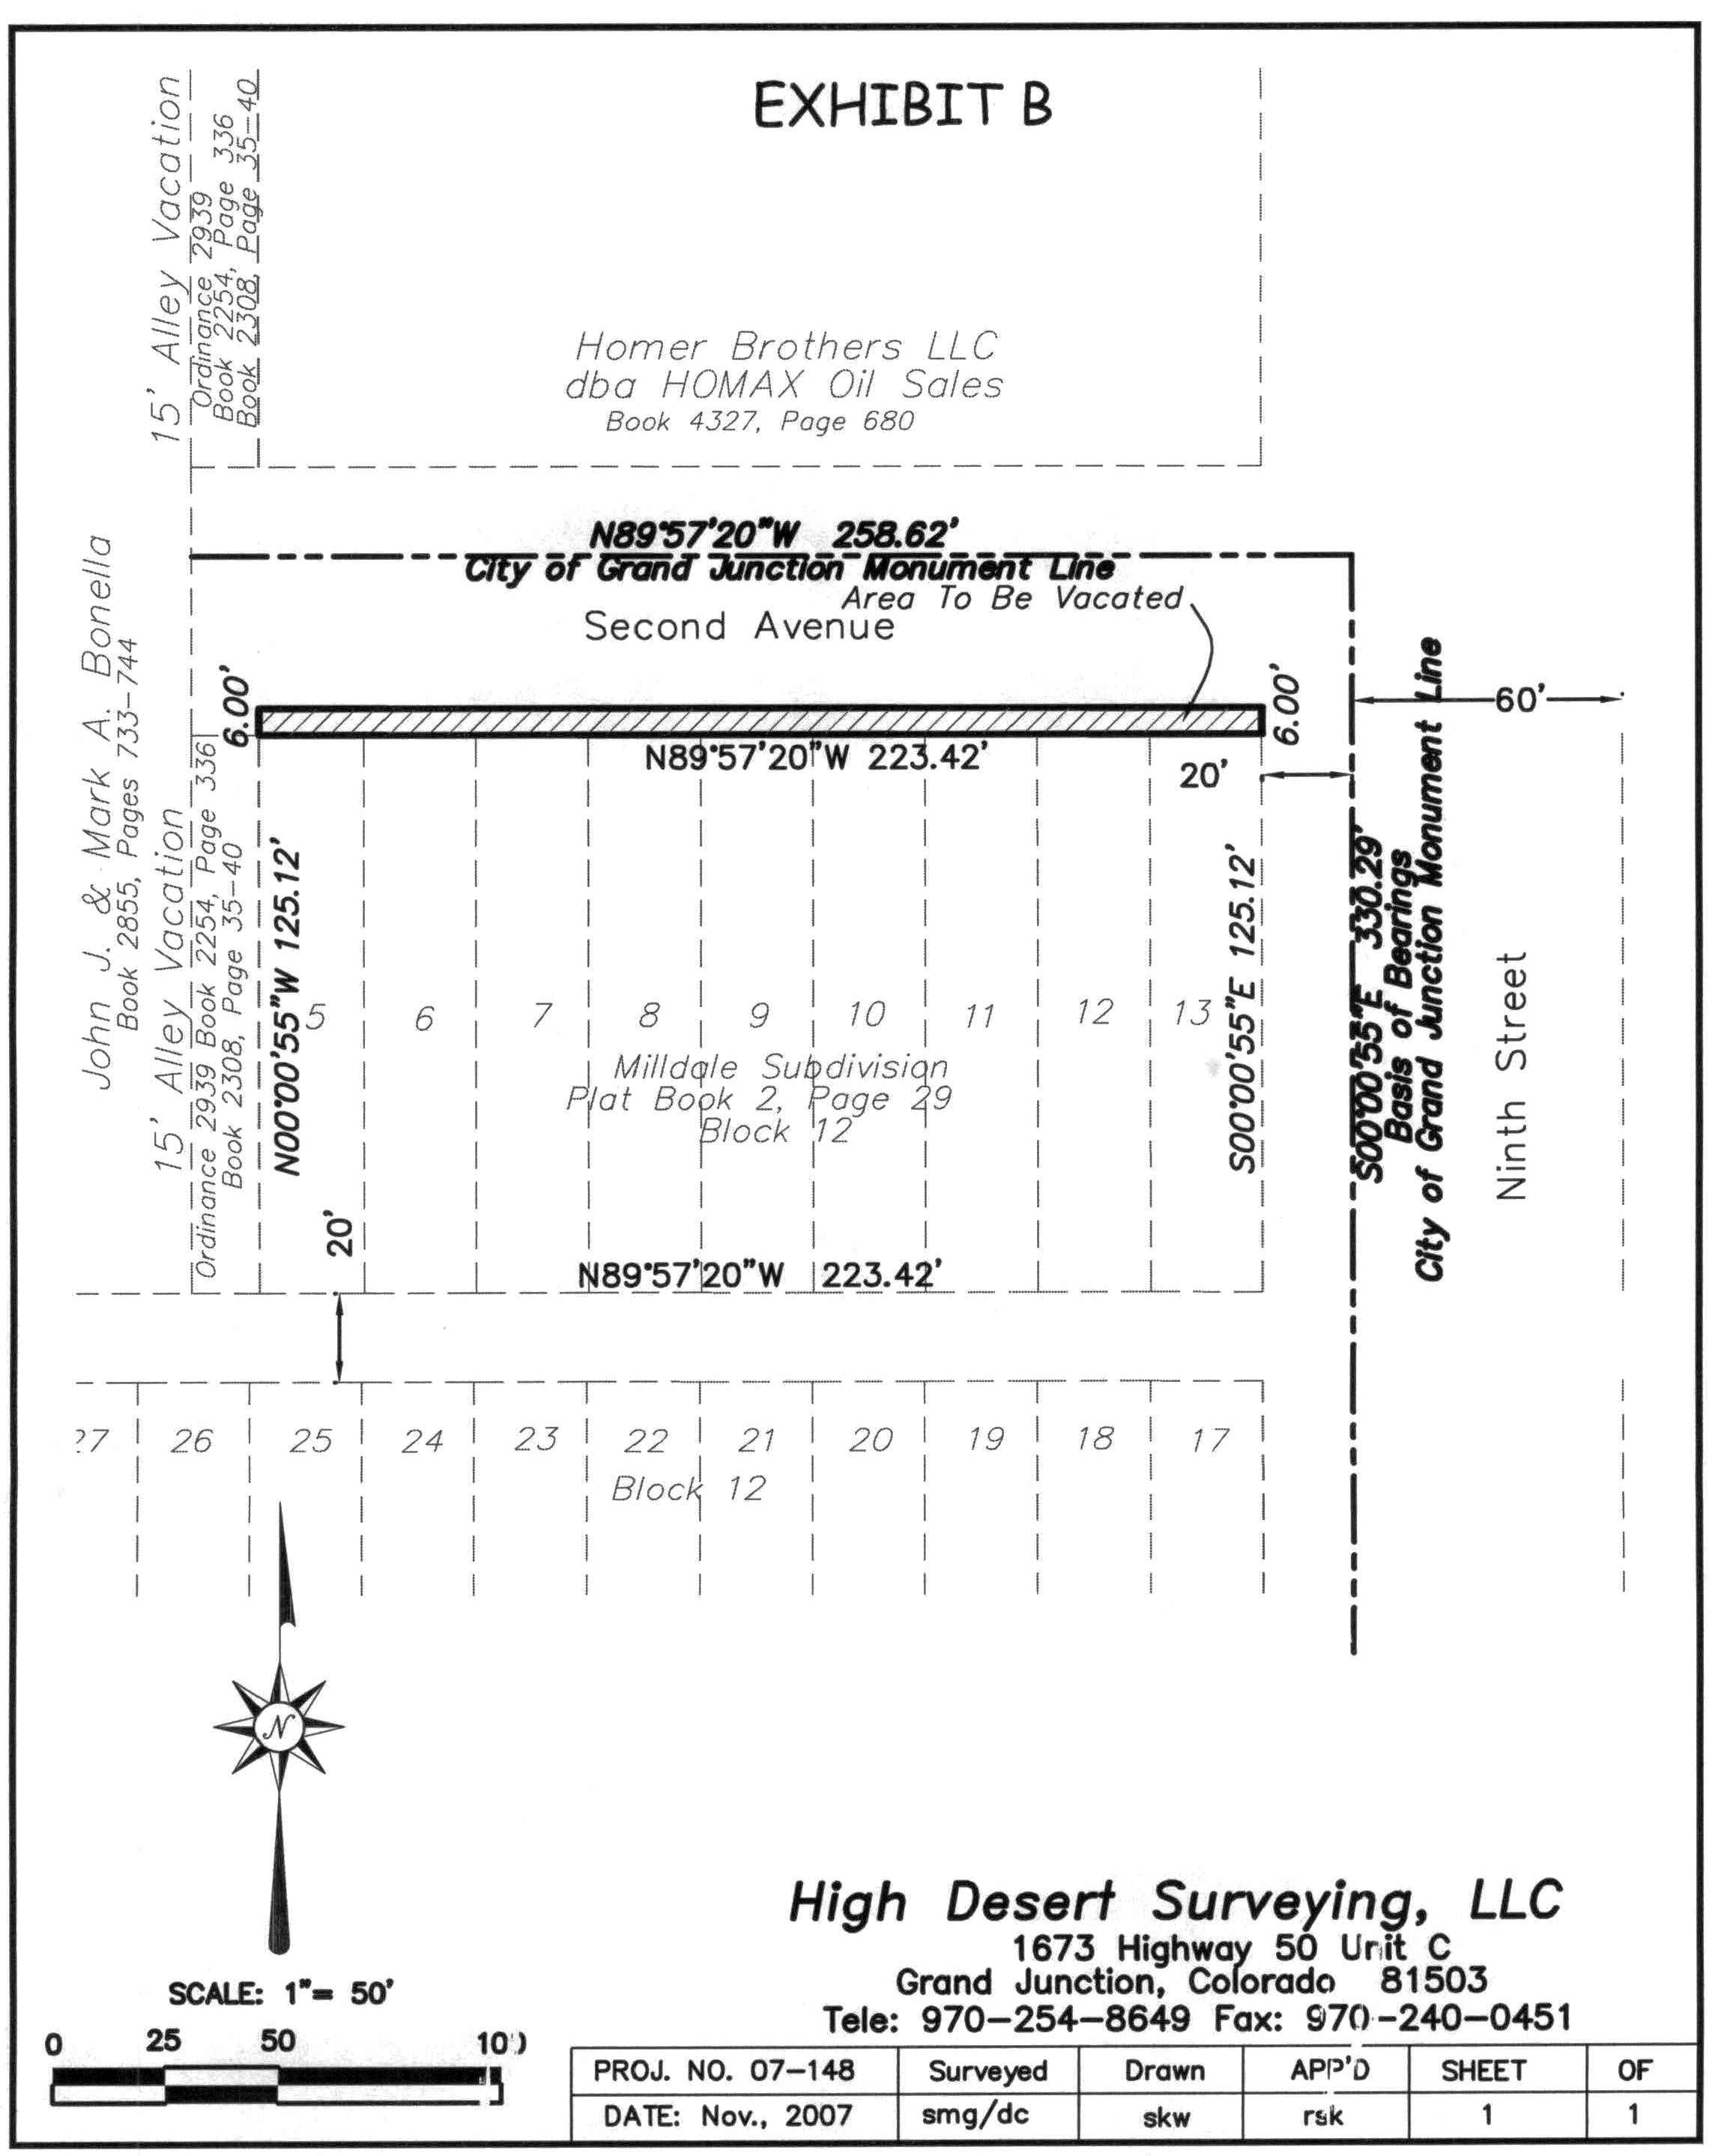 EXHIBIT B
15' Alley Vacation
Ordinance 2939
Book 2254, Page 336
Book 2308, Page 35-40
Homer Brothers LLC
dba HOMAX Oil Sales
Book 4327, Page 680
N89°57'20"W 258.62'
City of Grand Junction Monument Line
Area To Be Vacated
Second Avenue
6.00'
6.00'
60'
N89°57'20"W 223.42'
20'
John J. & Mark A. Bonella
Book 2855, Pages 733-744
15' Alley Vacation
Ordinance 2939 Book 2254, Page 336
Book 2308, Page 35-40
N00°00'55"W 125.12'
S00°00'55"E 125.12'
S00°00'55"E 330.29'
Basis of Bearings
City of Grand Junction Monument Line
Ninth Street
5 6 7 8 9 10 11 12 13
Milldale Subdivision
Plat Book 2, Page 29
Block 12
20'
N89°57'20"W 223.42'
27 26 25 24 23 22 21 20 19 18 17
Block 12
N
SCALE: 1"= 50'
0 25 50 100
High Desert Surveying, LLC
1673 Highway 50 Unit C
Grand Junction, Colorado 81503
Tele: 970-254-8649 Fax: 970-240-0451
PROJ. NO. 07-148 Surveyed Drawn APP'D SHEET OF
DATE: Nov., 2007 smg/dc skw rsk 1 1